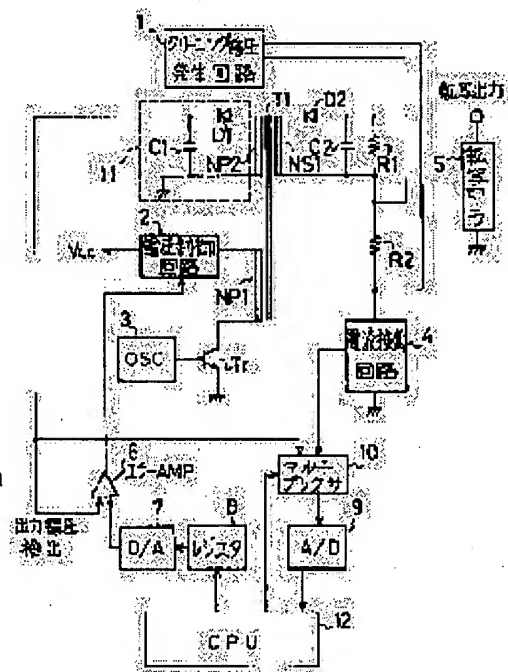 1
クリーニング電圧
発生回路
T1
D2
転写出力
D1
C1
C2
R1
5
転写ローラ
11
NP2
NS1
2
Vcc
電流制御
回路
R2
NP1
3
OSC
Tr
電流検出
回路
4
6
エラーAMP
マルチ
プレクサ
10
出力電圧
検出
7
D/A
8
レジスタ
9
A/D
CPU
12